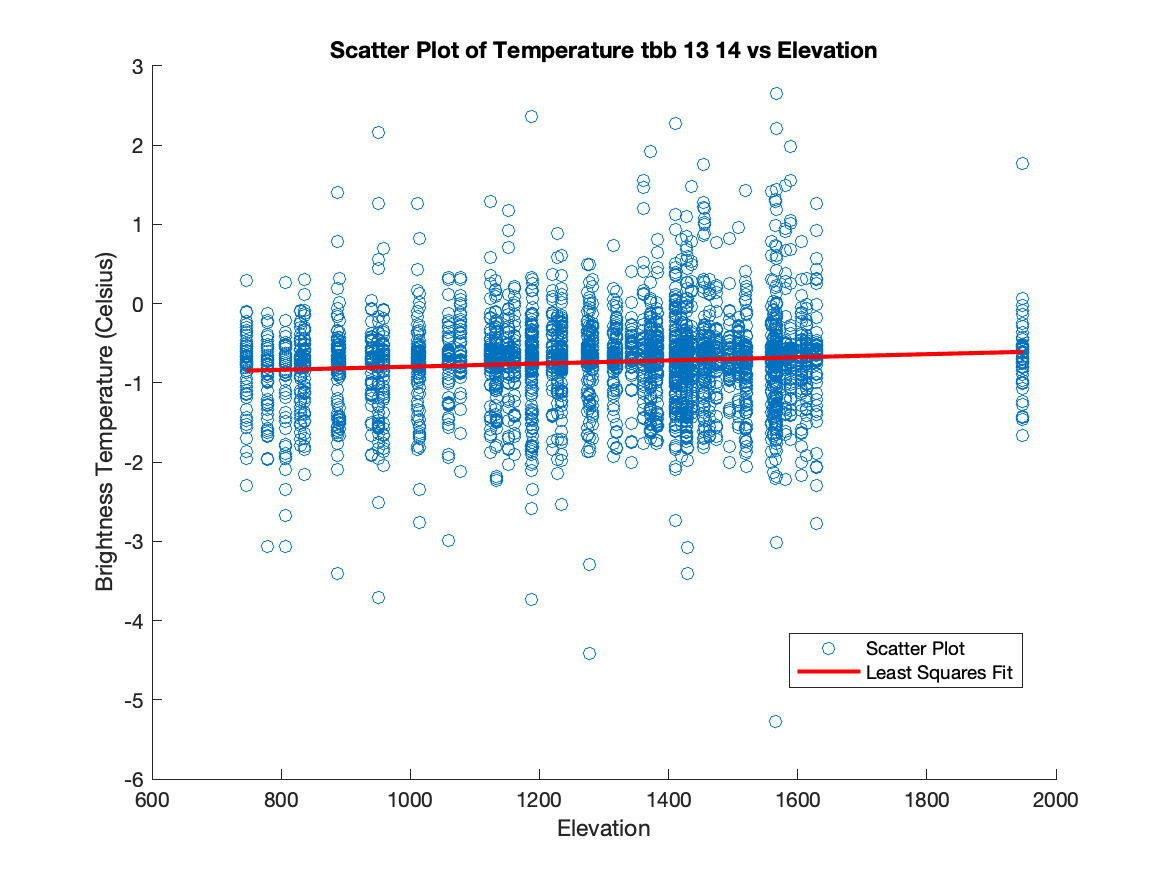 Scatter Plot of Temperature tbb 13 14 vs Elevation
3
2
1
0
-1
-2
-3
-4
-5
-6
Brightness Temperature (Celsius)
Scatter Plot
Least Squares Fit
600 800 1000 1200 1400 1600 1800 2000
Elevation